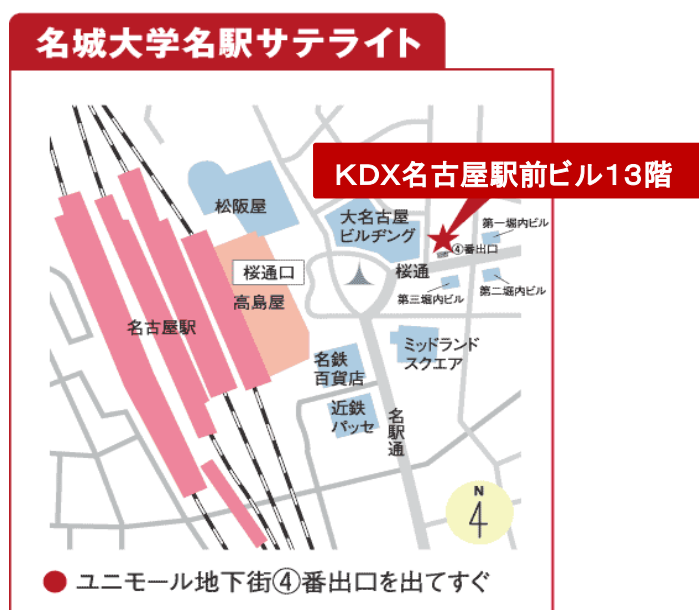 名城大学名駅サテライト
KDX名古屋駅前ビル13階
松阪屋
大名古屋
ビルヂング
第一堀内ビル
④番出口
桜通口
桜通
高島屋
第二堀内ビル
第三堀内ビル
名古屋駅
ミッドランド
スクエア
名鉄
百貨店
近鉄
パッセ
名駅通
N
● ユニモール地下街④番出口を出てすぐ